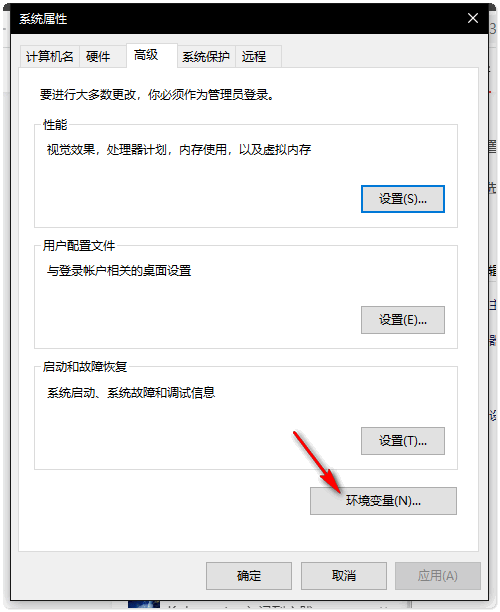 系统属性
计算机名 硬件 高级 系统保护 远程
要进行大多数更改，你必须作为管理员登录。
性能
视觉效果，处理器计划，内存使用，以及虚拟内存
设置(S)...
用户配置文件
与登录帐户相关的桌面设置
设置(E)...
启动和故障恢复
系统启动、系统故障和调试信息
设置(T)...
环境变量(N)...
确定 取消 应用(A)